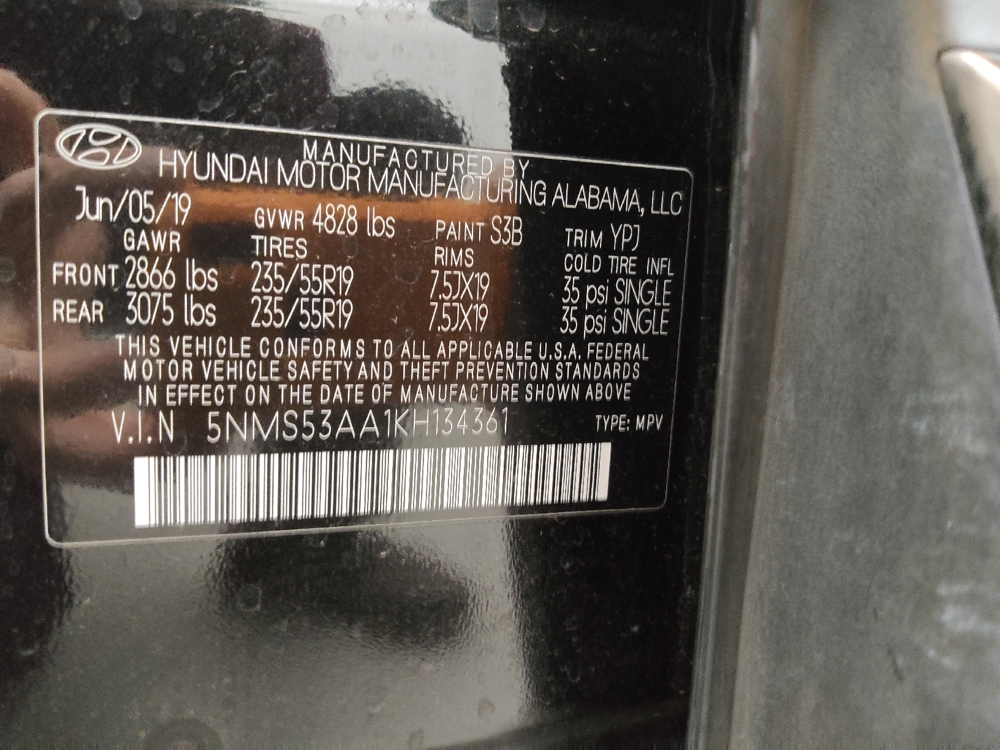 MANUFACTURED BY
HYUNDAI MOTOR MANUFACTURING ALABAMA, LLC
Jun/05/19 GVWR 4828 lbs PAINT S3B TRIM YPJ
GAWR TIRES RIMS COLD TIRE INFL
FRONT 2866 lbs 235/55R19 7.5JX19 35 psi SINGLE
REAR 3075 lbs 235/55R19 7.5JX19 35 psi SINGLE
THIS VEHICLE CONFORMS TO ALL APPLICABLE U.S.A. FEDERAL
MOTOR VEHICLE SAFETY AND THEFT PREVENTION STANDARDS
IN EFFECT ON THE DATE OF MANUFACTURE SHOWN ABOVE
V.I.N 5NMS53AA1KH134361 TYPE: MPV